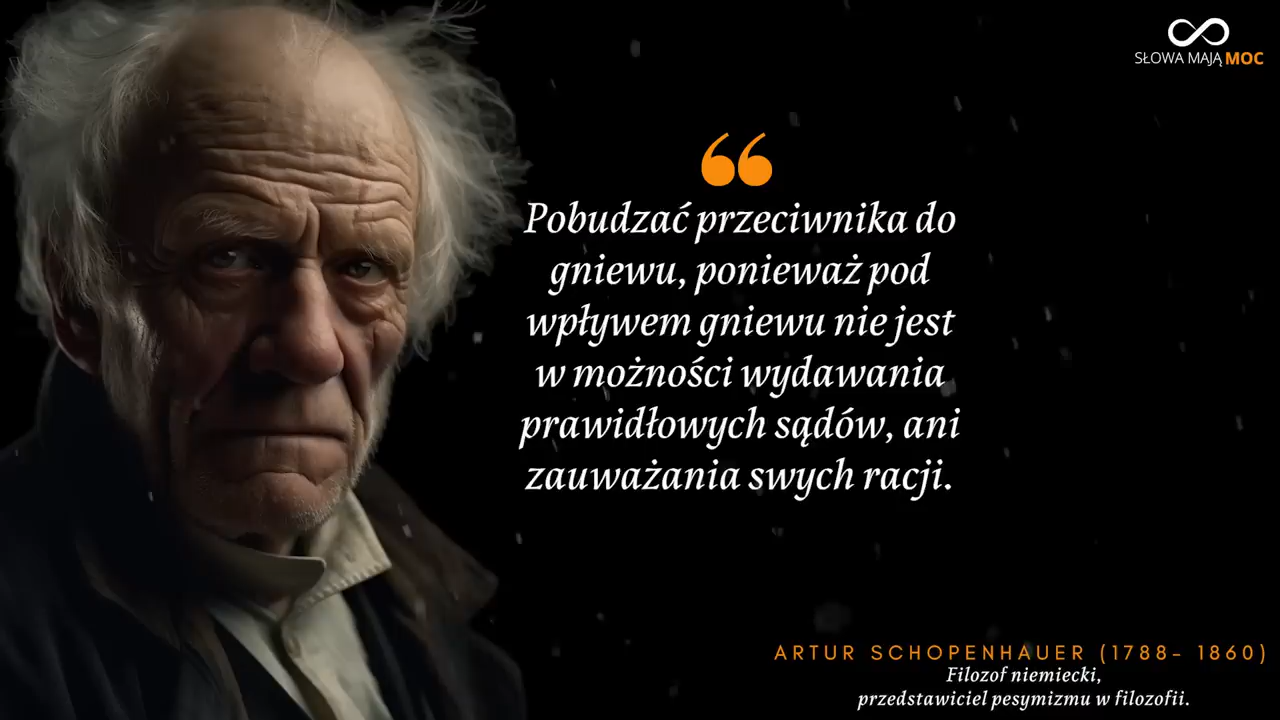 SŁOWA MAJĄ MOC
Pobudzać przeciwnika do
gniewu, ponieważ pod
wpływem gniewu nie jest
w możności wydawania
prawidłowych sądów, ani
zauważania swych racji.
ARTUR SCHOPENHAUER (1788- 1860)
Filozof niemiecki,
przedstawiciel pesymizmu w filozofii.